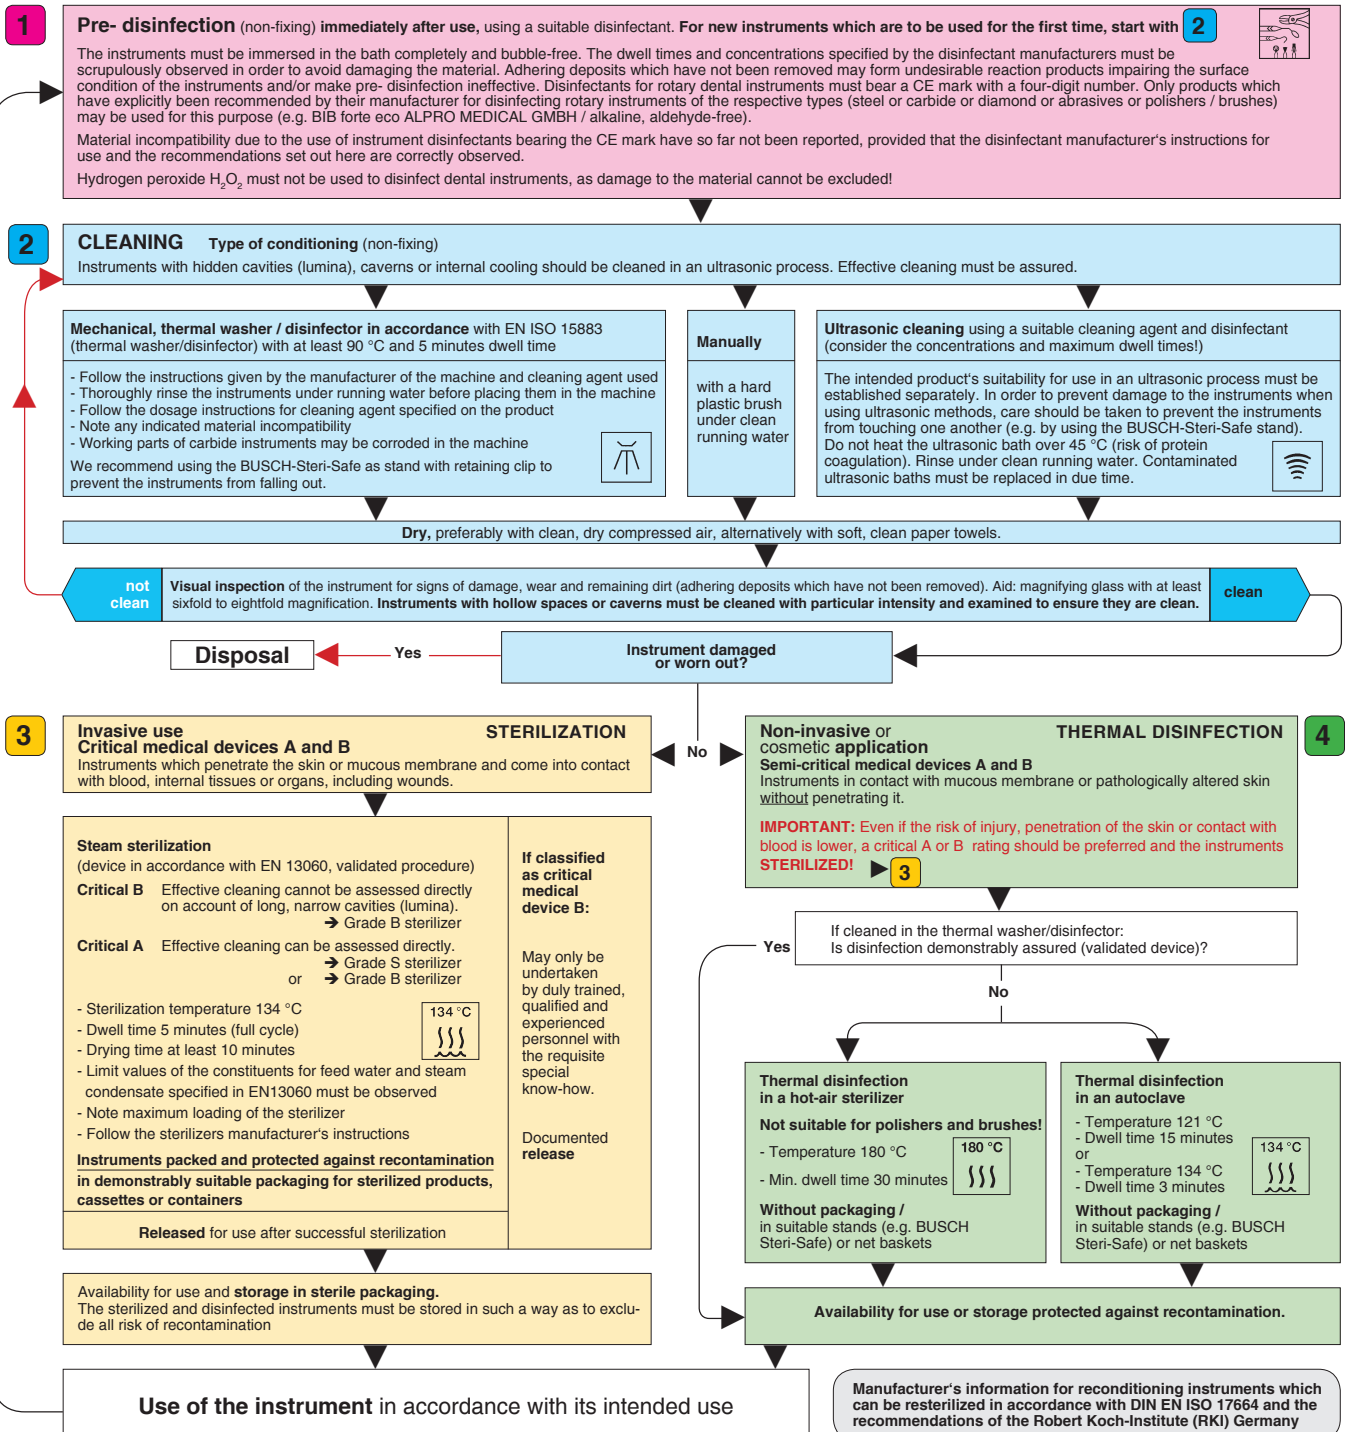 1
Pre- disinfection (non-fixing) immediately after use, using a suitable disinfectant. For new instruments which are to be used for the first time, start with 2
The instruments must be immersed in the bath completely and bubble-free. The dwell times and concentrations specified by the disinfectant manufacturers must be
scrupulously observed in order to avoid damaging the material. Adhering deposits which have not been removed may form undesirable reaction products impairing the surface
condition of the instruments and/or make pre- disinfection ineffective. Disinfectants for rotary dental instruments must bear a CE mark with a four-digit number. Only products which
have explicitly been recommended by their manufacturer for disinfecting rotary instruments of the respective types (steel or carbide or diamond or abrasives or polishers / brushes)
may be used for this purpose (e.g. BIB forte eco ALPRO MEDICAL GMBH / alkaline, aldehyde-free).
Material incompatibility due to the use of instrument disinfectants bearing the CE mark have so far not been reported, provided that the disinfectant manufacturer‘s instructions for
use and the recommendations set out here are correctly observed.
Hydrogen peroxide H₂O₂ must not be used to disinfect dental instruments, as damage to the material cannot be excluded!
2
CLEANING Type of conditioning (non-fixing)
Instruments with hidden cavities (lumina), caverns or internal cooling should be cleaned in an ultrasonic process. Effective cleaning must be assured.
Mechanical, thermal washer / disinfector in accordance with EN ISO 15883
(thermal washer/disinfector) with at least 90 °C and 5 minutes dwell time
- Follow the instructions given by the manufacturer of the machine and cleaning agent used
- Thoroughly rinse the instruments under running water before placing them in the machine
- Follow the dosage instructions for cleaning agent specified on the product
- Note any indicated material incompatibility
- Working parts of carbide instruments may be corroded in the machine
We recommend using the BUSCH-Steri-Safe as stand with retaining clip to
prevent the instruments from falling out.
Manually
with a hard
plastic brush
under clean
running water
Ultrasonic cleaning using a suitable cleaning agent and disinfectant
(consider the concentrations and maximum dwell times!)
The intended product‘s suitability for use in an ultrasonic process must be
established separately. In order to prevent damage to the instruments when
using ultrasonic methods, care should be taken to prevent the instruments
from touching one another (e.g. by using the BUSCH-Steri-Safe stand).
Do not heat the ultrasonic bath over 45 °C (risk of protein
coagulation). Rinse under clean running water. Contaminated
ultrasonic baths must be replaced in due time.
Dry, preferably with clean, dry compressed air, alternatively with soft, clean paper towels.
not
clean
Visual inspection of the instrument for signs of damage, wear and remaining dirt (adhering deposits which have not been removed). Aid: magnifying glass with at least
sixfold to eightfold magnification. Instruments with hollow spaces or caverns must be cleaned with particular intensity and examined to ensure they are clean.
clean
Disposal
Yes
Instrument damaged
or worn out?
No
3
Invasive use STERILIZATION
Critical medical devices A and B
Instruments which penetrate the skin or mucous membrane and come into contact
with blood, internal tissues or organs, including wounds.
Steam sterilization
(device in accordance with EN 13060, validated procedure)
Critical B Effective cleaning cannot be assessed directly
on account of long, narrow cavities (lumina).
➔ Grade B sterilizer
Critical A Effective cleaning can be assessed directly.
➔ Grade S sterilizer
or ➔ Grade B sterilizer
- Sterilization temperature 134 °C
- Dwell time 5 minutes (full cycle)
- Drying time at least 10 minutes
- Limit values of the constituents for feed water and steam
condensate specified in EN13060 must be observed
- Note maximum loading of the sterilizer
- Follow the sterilizers manufacturer‘s instructions
134 °C
Instruments packed and protected against recontamination
in demonstrably suitable packaging for sterilized products,
cassettes or containers
Released for use after successful sterilization
If classified
as critical
medical
device B:
May only be
undertaken
by duly trained,
qualified and
experienced
personnel with
the requisite
special
know-how.
Documented
release
Availability for use and storage in sterile packaging.
The sterilized and disinfected instruments must be stored in such a way as to exclu-
de all risk of recontamination
4
Non-invasive or THERMAL DISINFECTION
cosmetic application
Semi-critical medical devices A and B
Instruments in contact with mucous membrane or pathologically altered skin
without penetrating it.
IMPORTANT: Even if the risk of injury, penetration of the skin or contact with
blood is lower, a critical A or B rating should be preferred and the instruments
STERILIZED! 3
Yes
If cleaned in the thermal washer/disinfector:
Is disinfection demonstrably assured (validated device)?
No
Thermal disinfection
in a hot-air sterilizer
Not suitable for polishers and brushes!
- Temperature 180 °C
- Min. dwell time 30 minutes
180 °C
Without packaging /
in suitable stands (e.g. BUSCH
Steri-Safe) or net baskets
Thermal disinfection
in an autoclave
- Temperature 121 °C
- Dwell time 15 minutes
or
- Temperature 134 °C
- Dwell time 3 minutes
134 °C
Without packaging /
in suitable stands (e.g. BUSCH
Steri-Safe) or net baskets
Availability for use or storage protected against recontamination.
Use of the instrument in accordance with its intended use
Manufacturer‘s information for reconditioning instruments which
can be resterilized in accordance with DIN EN ISO 17664 and the
recommendations of the Robert Koch-Institute (RKI) Germany